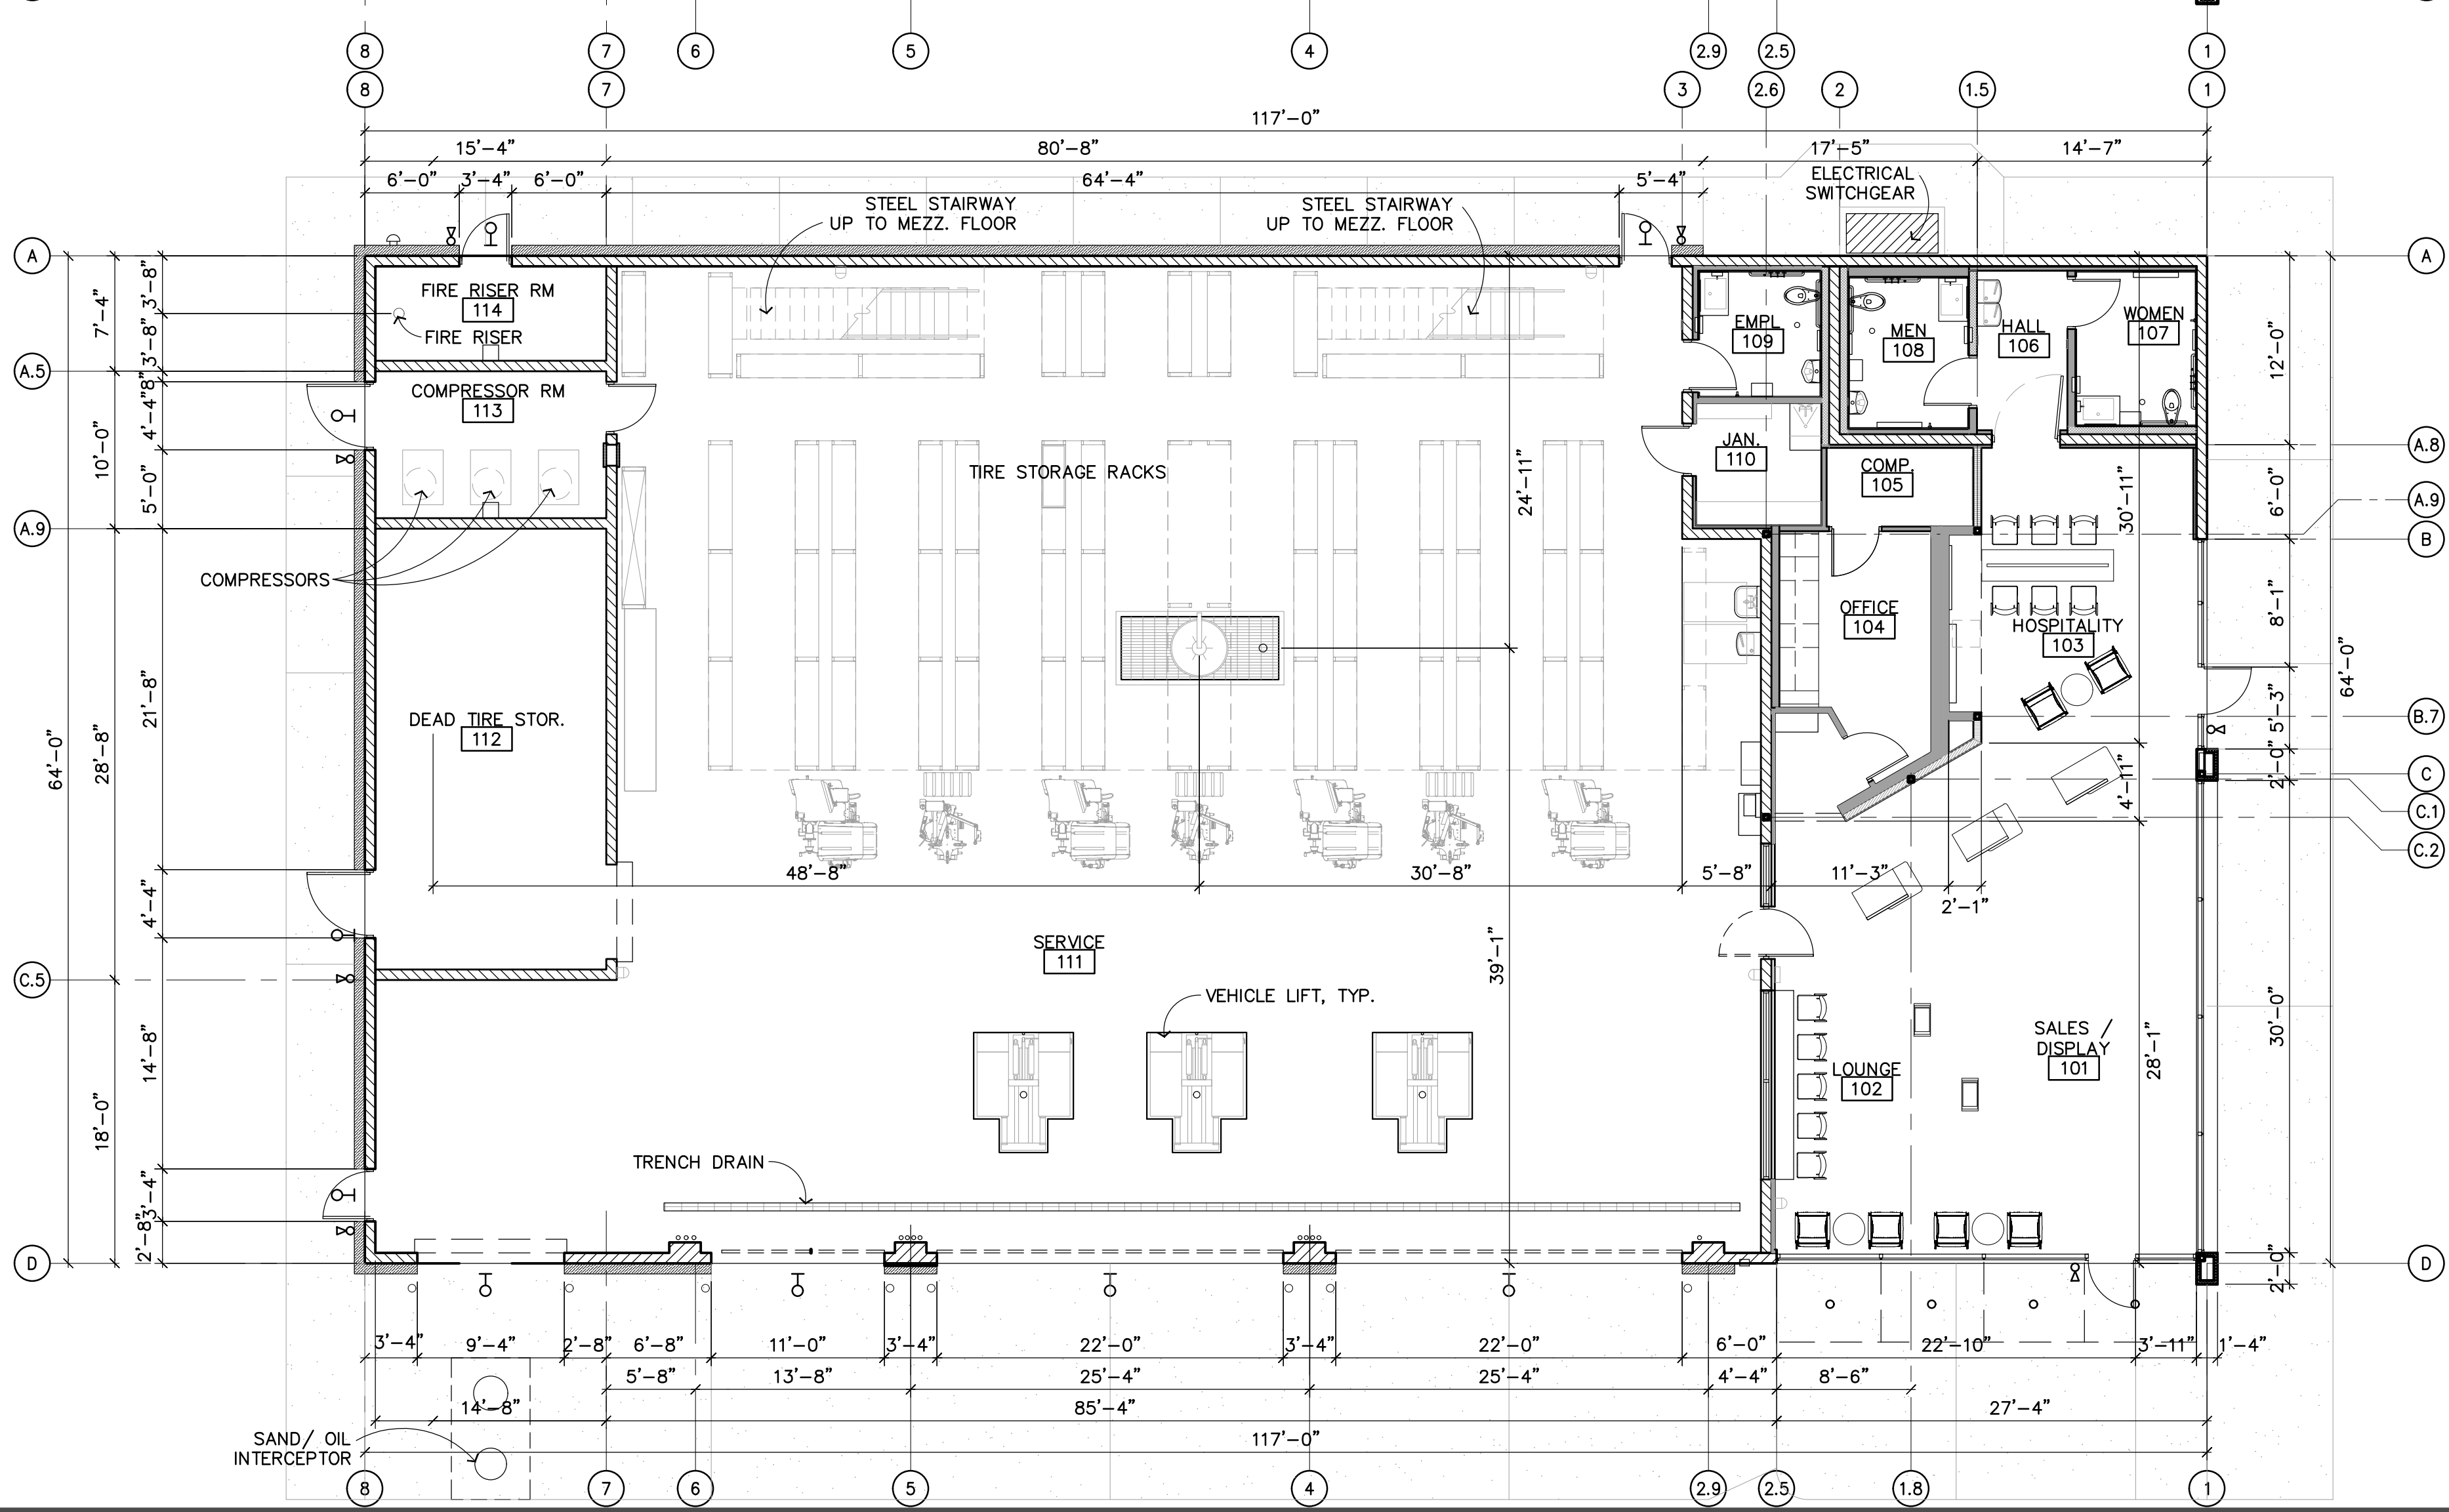 8 7 6 5 4 2.9 2.5 1
8 7 3 2.6 2 1.5 1
117'-0"
15'-4" 80'-8" 17'-5" 14'-7"
6'-0" 3'-4" 6'-0" 64'-4" 5'-4"
ELECTRICAL
SWITCHGEAR
STEEL STAIRWAY
UP TO MEZZ. FLOOR
STEEL STAIRWAY
UP TO MEZZ. FLOOR
A
A
3'-8"
7'-4"
3'-8"
FIRE RISER RM
114
FIRE RISER
EMPL
109
MEN
108
HALL
106
WOMEN
107
12'-0"
A.5
8"
4'-4"
10'-0"
5'-0"
COMPRESSOR RM
113
TIRE STORAGE RACKS
24'-11"
JAN.
110
COMP.
105
30'-11"
A.8
6'-0"
A.9
A.9
B
COMPRESSORS
OFFICE
104
HOSPITALITY
103
8'-1"
64'-0"
21'-8"
DEAD TIRE STOR.
112
5'-3"
B.7
64'-0"
28'-8"
2'-0"
C
4'-11"
C.1
C.2
48'-8" 30'-8" 5'-8" 11'-3"
2'-1"
4'-4"
C.5
SERVICE
111
39'-1"
VEHICLE LIFT, TYP.
14'-8"
18'-0"
LOUNGE
102
SALES /
DISPLAY
101
28'-1"
30'-0"
TRENCH DRAIN
3'-4"
2'-8"
D
D
2'-0"
3'-4" 9'-4" 2'-8" 6'-8" 11'-0" 3'-4" 22'-0" 3'-4" 22'-0" 6'-0" 22'-10" 3'-11" 1'-4"
5'-8" 13'-8" 25'-4" 25'-4" 4'-4" 8'-6"
14'-8" 85'-4" 27'-4"
SAND/ OIL
INTERCEPTOR
117'-0"
8 7 6 5 4 2.9 2.5 1.8 1